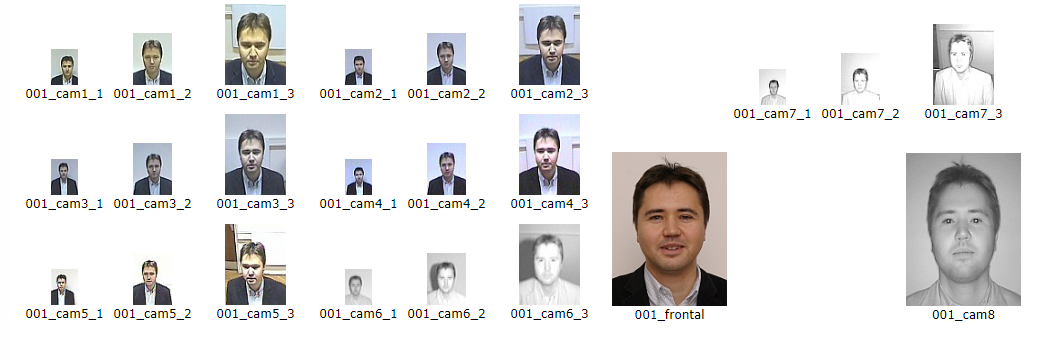 001_cam1_1 001_cam1_2 001_cam1_3 001_cam2_1 001_cam2_2 001_cam2_3
001_cam7_1 001_cam7_2 001_cam7_3
001_cam3_1 001_cam3_2 001_cam3_3 001_cam4_1 001_cam4_2 001_cam4_3
001_cam5_1 001_cam5_2 001_cam5_3 001_cam6_1 001_cam6_2 001_cam6_3 001_frontal 001_cam8